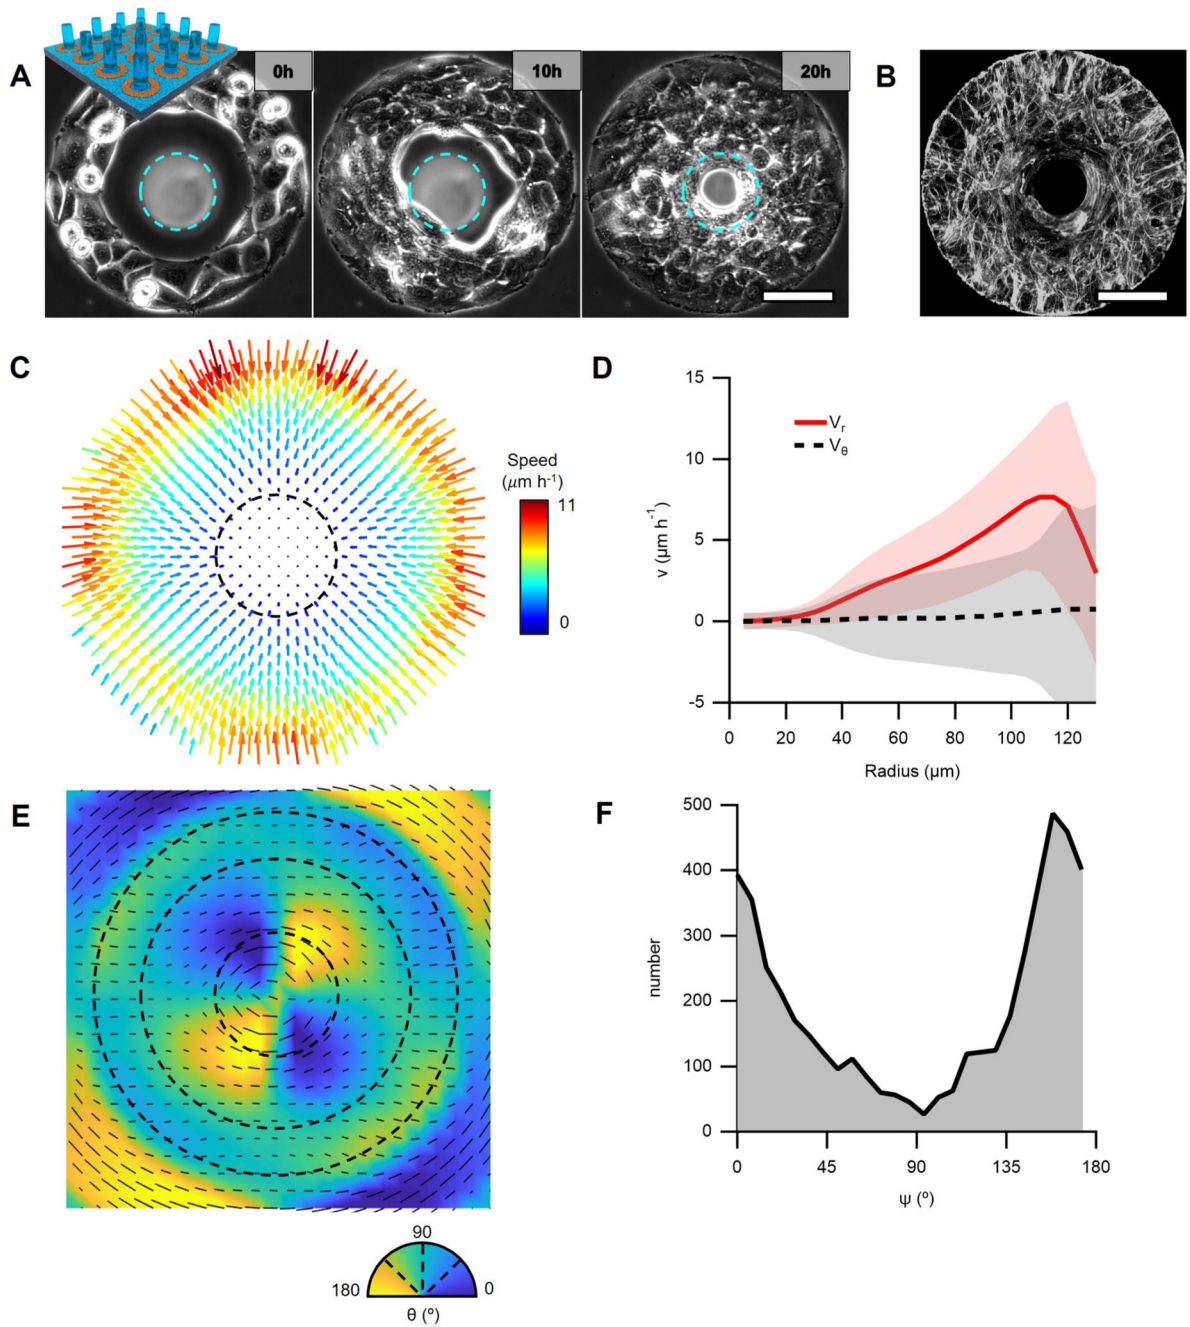 A
0h
10h
20h
B
C
Speed
(µm h-1)
11
0
D
15
10
5
0
-5
v (µm h-1)
Vr
Vθ
0
20
40
60
80
100
120
Radius (µm)
E
90
180
0
θ (º)
F
500
400
300
200
100
0
number
0
45
90
135
180
ψ (º)